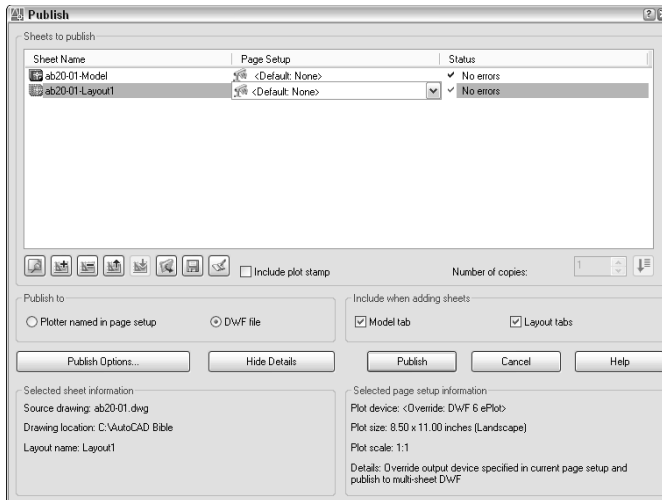 Publish
Sheets to publish
Sheet Name Page Setup Status
ab20-01-Model <Default: None> No errors
ab20-01-Layout1 <Default: None> No errors
Include plot stamp Number of copies: 1
Publish to Include when adding sheets
Plotter named in page setup DWF file Model tab Layout tabs
Publish Options... Hide Details Publish Cancel Help
Selected sheet information
Source drawing: ab20-01.dwg
Drawing location: C:\AutoCAD Bible
Layout name: Layout1
Selected page setup information
Plot device: <Override: DWF 6 ePlot>
Plot size: 8.50 x 11.00 inches (Landscape)
Plot scale: 1:1
Details: Override output device specified in current page setup and
publish to multi-sheet DWF